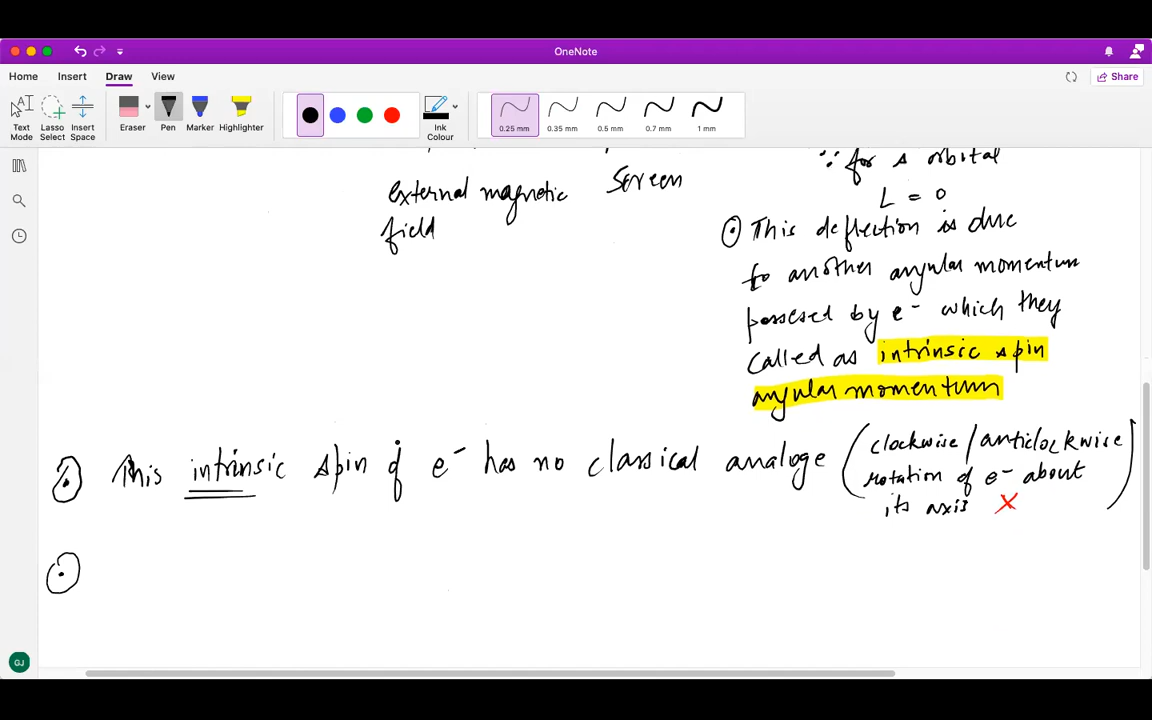 OneNote
Home Insert Draw View
Share
Text Mode
Lasso Select
Insert Space
Eraser
Pen
Marker
Highlighter
Ink Colour
0.25 mm
0.35 mm
0.5 mm
0.7 mm
1 mm
external magnetic
field
Screen
∵ for s orbital
L = 0
This deflection is due
to another angular momentum
possesed by e⁻ which they
called as intrinsic spin
angular momentum
This intrinsic spin of e⁻ has no classical analoge (clockwise/anticlockwise
rotation of e⁻ about
its axis X)
GJ